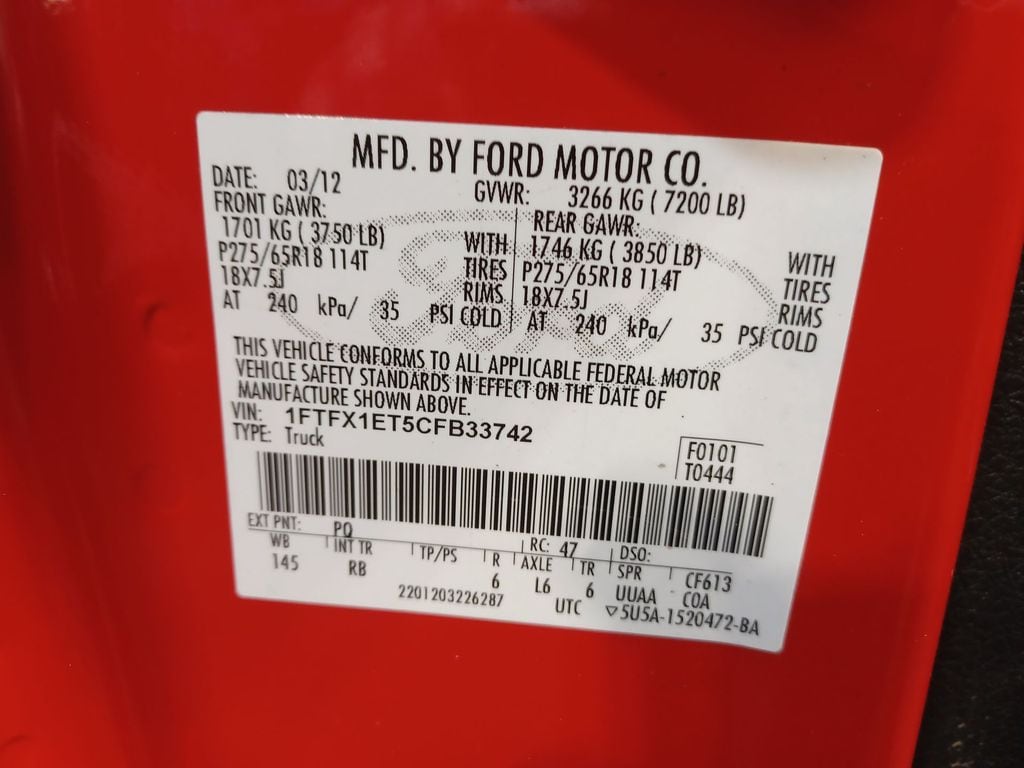 MFD. BY FORD MOTOR CO.
DATE: 03/12 GVWR: 3266 KG ( 7200 LB)
FRONT GAWR: REAR GAWR:
1701 KG ( 3750 LB) WITH 1746 KG ( 3850 LB) WITH
P275/65R18 114T TIRES P275/65R18 114T TIRES
18X7.5J RIMS 18X7.5J RIMS
AT 240 kPa/ 35 PSI COLD AT 240 kPa/ 35 PSI COLD
THIS VEHICLE CONFORMS TO ALL APPLICABLE FEDERAL MOTOR
VEHICLE SAFETY STANDARDS IN EFFECT ON THE DATE OF
MANUFACTURE SHOWN ABOVE.
VIN: 1FTFX1ET5CFB33742
TYPE: Truck
F0101
T0444
EXT PNT: PQ RC: 47 DSO:
WB INT TR TP/PS R AXLE TR SPR CF613
145 RB 6 L6 6 UUAA COA
2201203226287 UTC ▽5U5A-1520472-BA